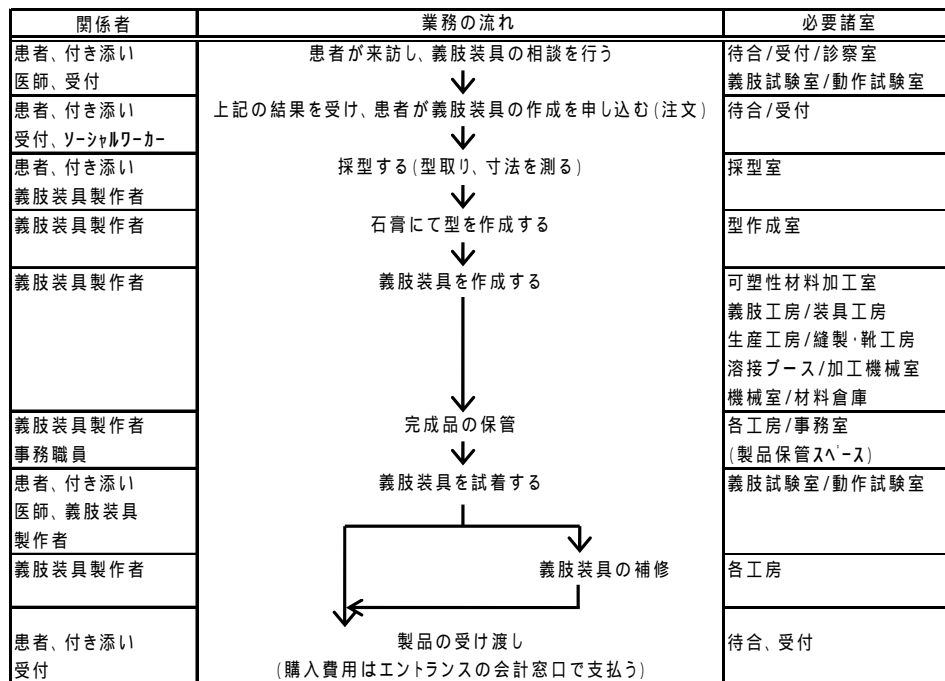 関係者 業務の流れ 必要諸室
患者、付き添い 患者が来訪し、義肢装具の相談を行う 待合/受付/診察室
医師、受付 義肢試験室/動作試験室
患者、付き添い 上記の結果を受け、患者が義肢装具の作成を申し込む(注文) 待合/受付
受付、ソーシャルワーカー
患者、付き添い 採型する(型取り、寸法を測る) 採型室
義肢装具製作者
義肢装具製作者 石膏にて型を作成する 型作成室
義肢装具製作者 義肢装具を作成する 可塑性材料加工室
義肢工房/装具工房
生産工房/縫製・靴工房
溶接ブース/加工機械室
機械室/材料倉庫
義肢装具製作者 完成品の保管 各工房/事務室
事務職員 (製品保管スペース)
患者、付き添い 義肢装具を試着する 義肢試験室/動作試験室
医師、義肢装具
製作者
義肢装具製作者 義肢装具の補修 各工房
患者、付き添い 製品の受け渡し 待合、受付
受付 (購入費用はエントランスの会計窓口で支払う)